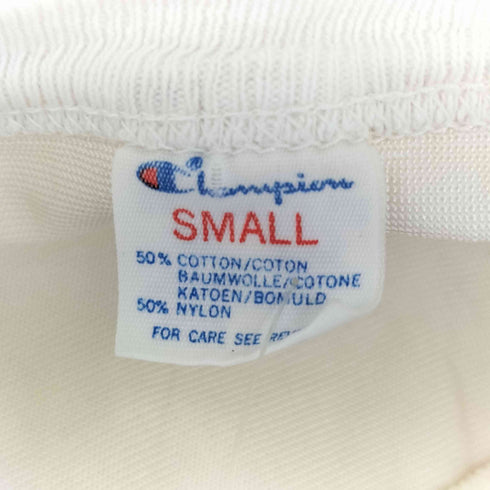 Champion
SMALL
50% COTTON/COTON
BAUMWOLLE/COTONE
KATOEN/BOMULD
50% NYLON
FOR CARE SEE